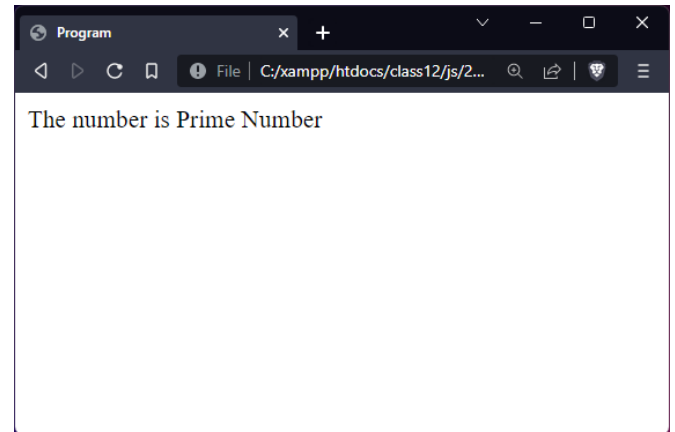 Program
File C:/xampp/htdocs/class12/js/2...
The number is Prime Number